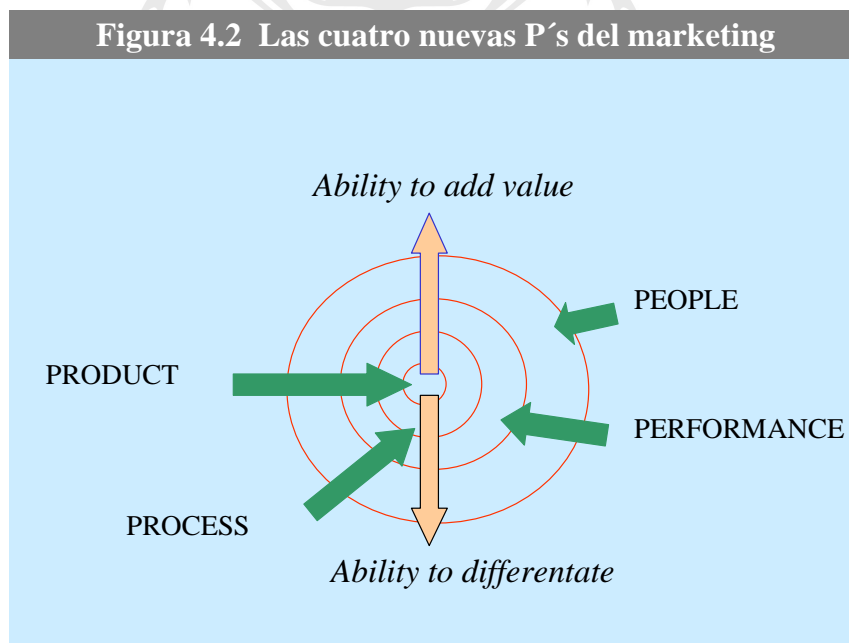 Figura 4.2 Las cuatro nuevas P´s del marketing
Ability to add value
PEOPLE
PRODUCT
PERFORMANCE
PROCESS
Ability to differentate